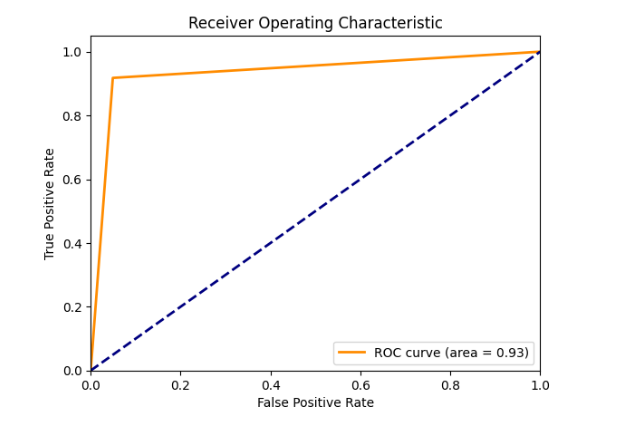 Receiver Operating Characteristic
1.0
0.8
0.6
0.4
0.2
0.0
True Positive Rate
ROC curve (area = 0.93)
0.0 0.2 0.4 0.6 0.8 1.0
False Positive Rate